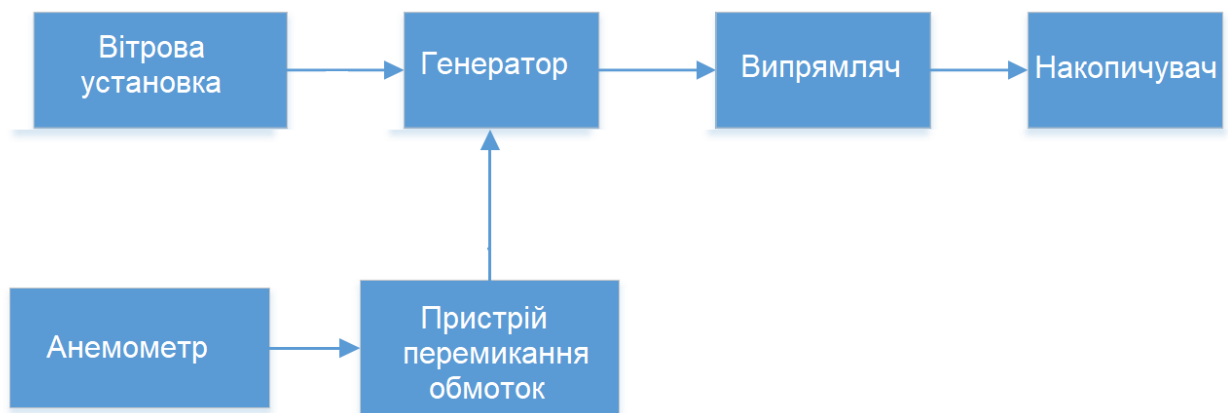 Вітрова
установка
Генератор
Випрямляч
Накопичувач
Анемометр
Пристрій
перемикання
обмоток